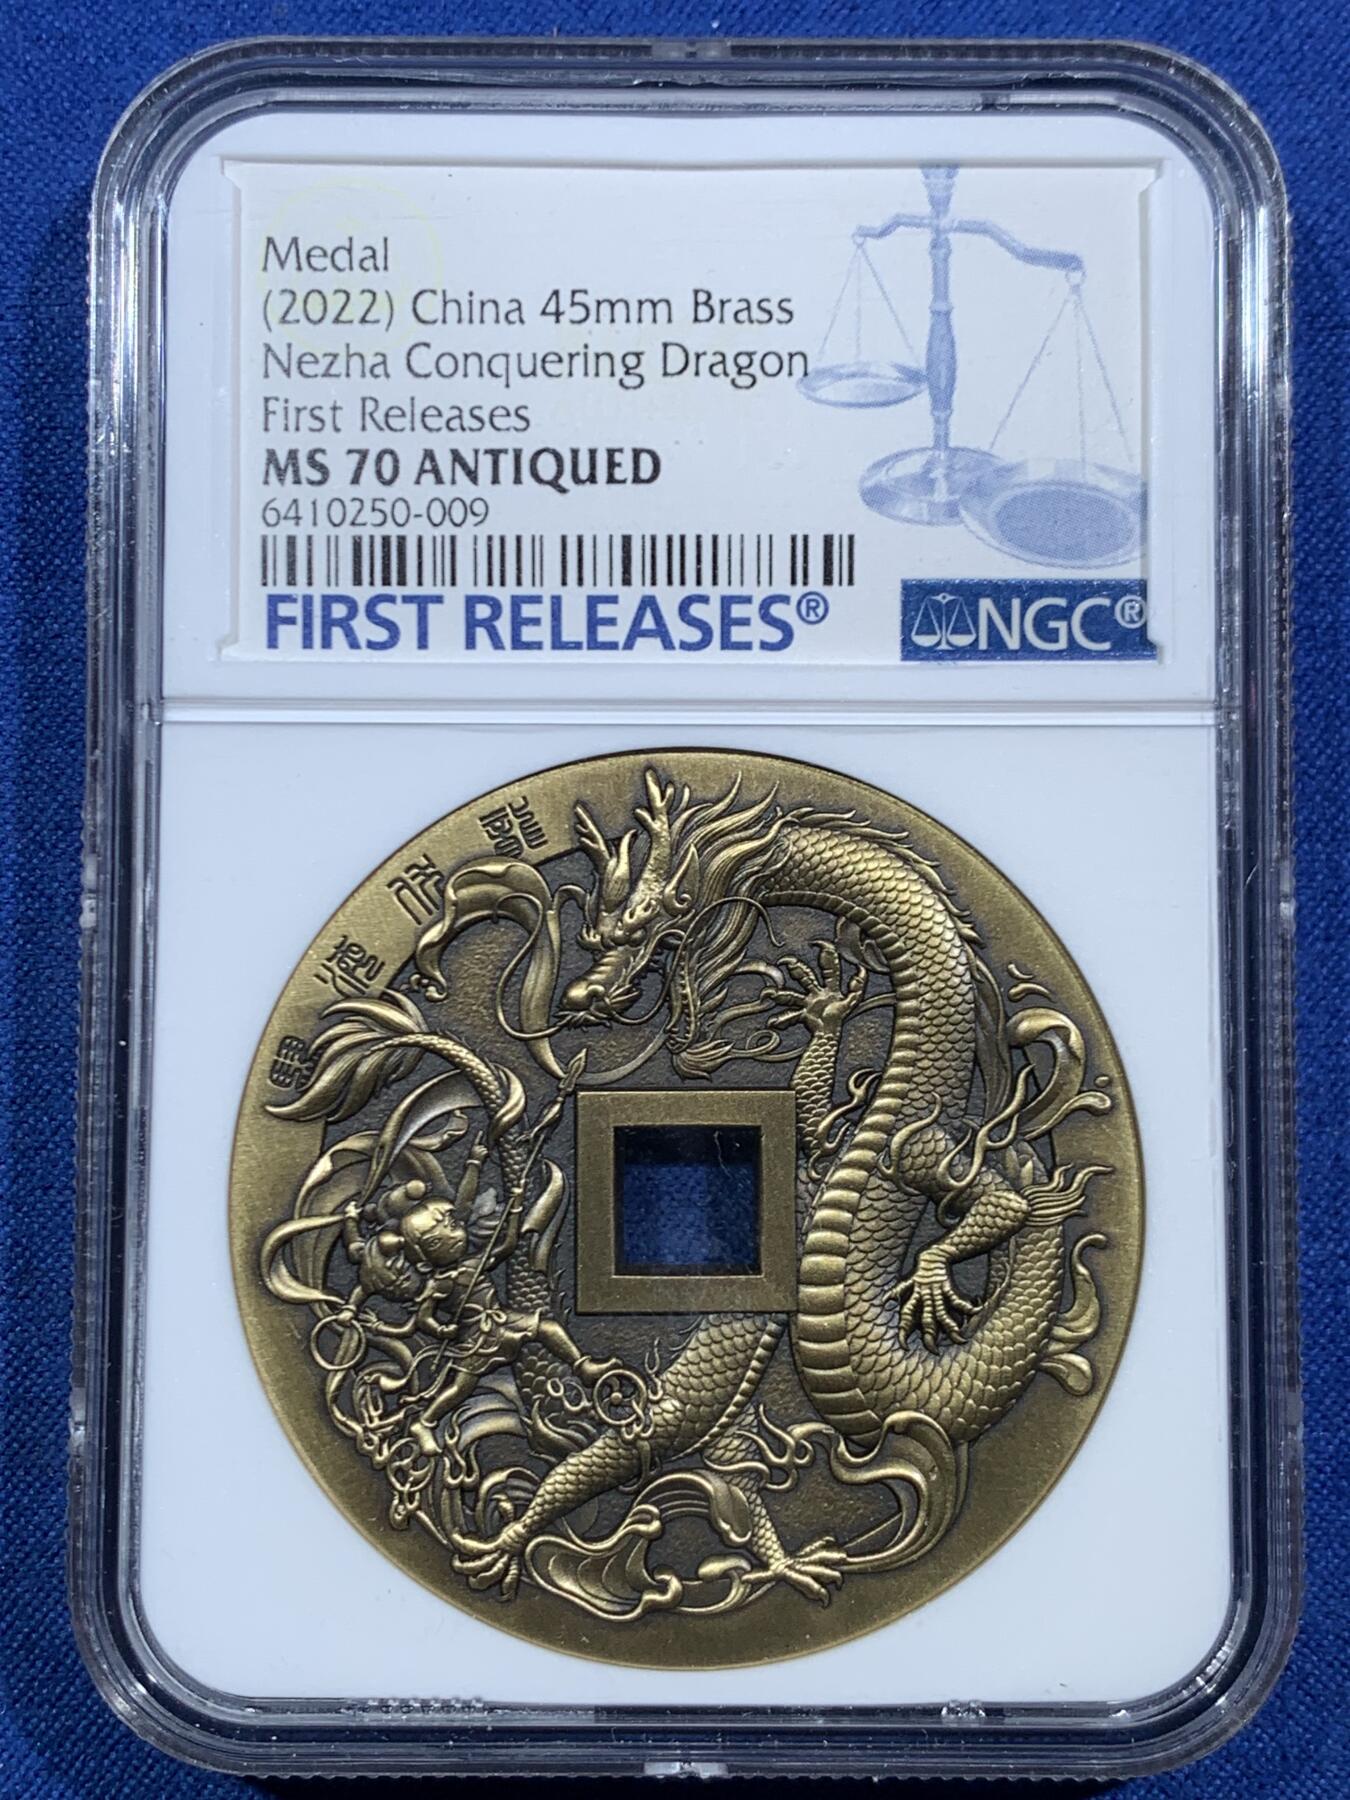 Medal
(2022) China 45mm Brass
Nezha Conquering Dragon
First Releases
MS 70 ANTIQUED
6410250-009
FIRST RELEASES®
NGC®